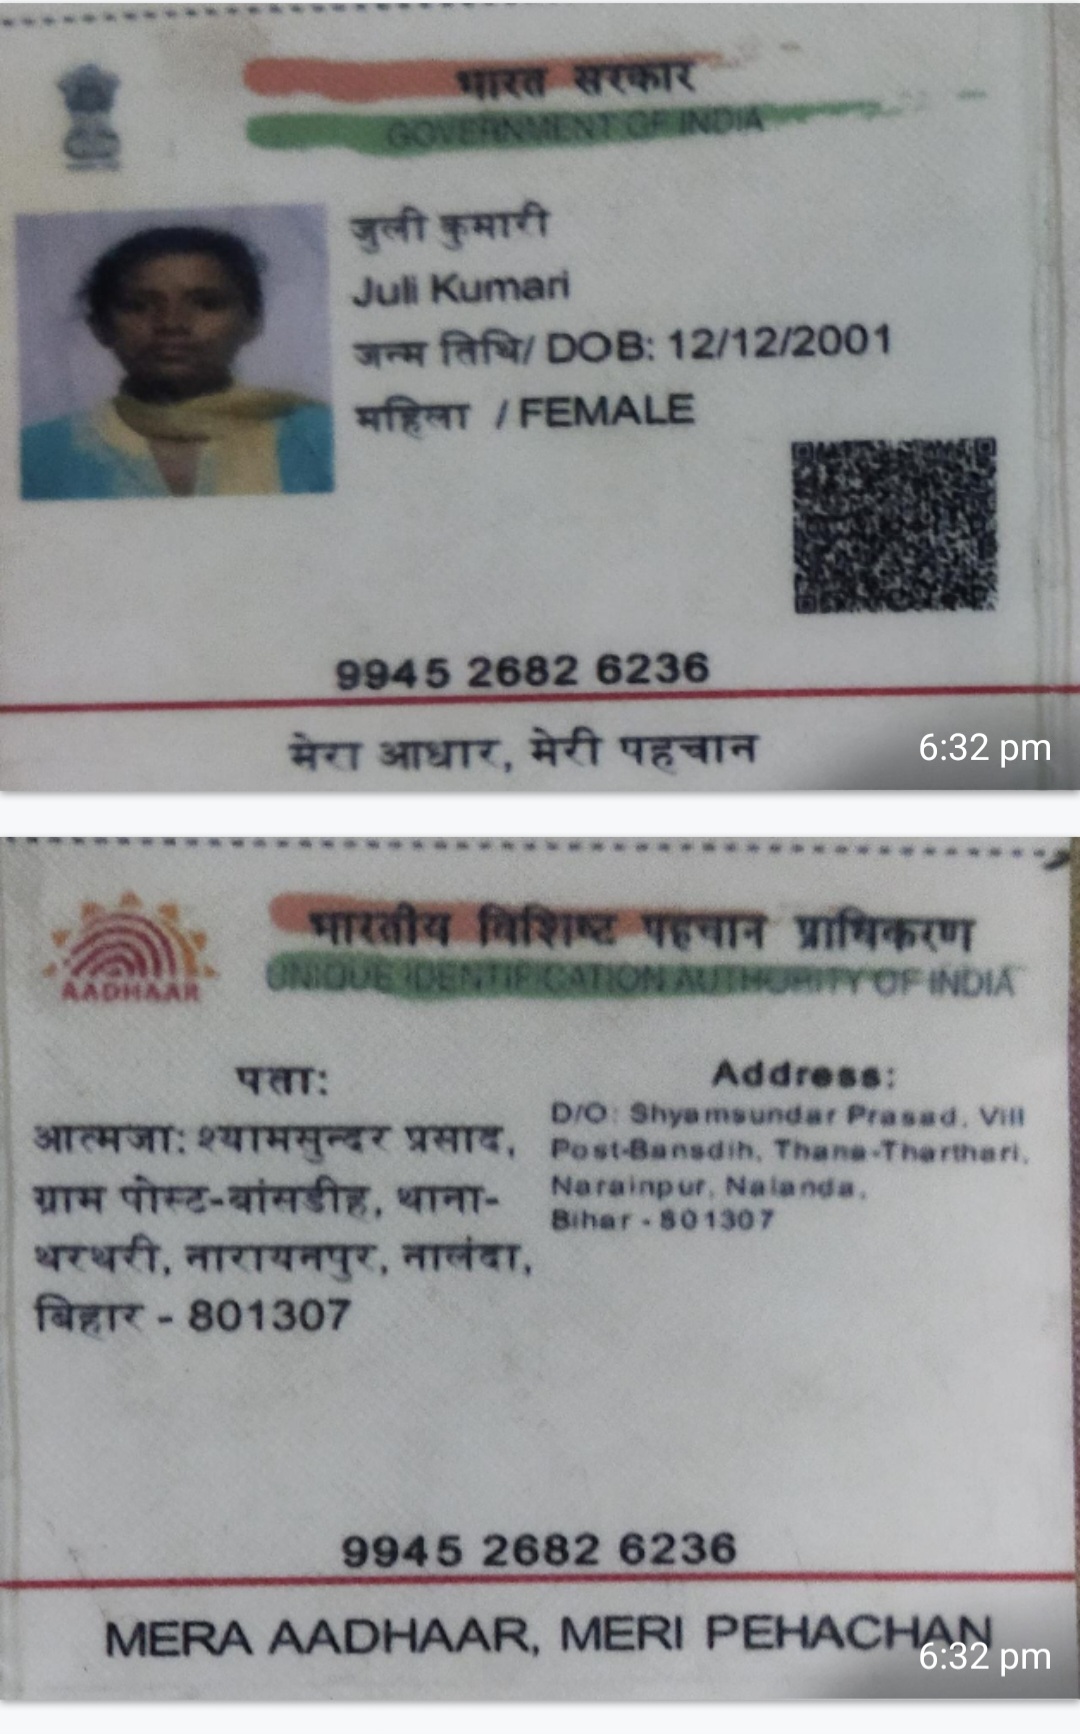 भारत सरकार
GOVERNMENT OF INDIA
जुली कुमारी
Juli Kumari
जन्म तिथि/ DOB: 12/12/2001
महिला / FEMALE
9945 2682 6236
मेरा आधार, मेरी पहचान
6:32 pm
भारतीय विशिष्ट पहचान प्राधिकरण
UNIQUE IDENTIFICATION AUTHORITY OF INDIA
AADHAAR
पता:
आत्मजा: श्यामसुन्दर प्रसाद,
ग्राम पोस्ट-बांसडीह, थाना-
थरथरी, नारायनपुर, नालंदा,
बिहार - 801307
Address:
D/O: Shyamsundar Prasad, Vill
Post-Bansdih, Thana-Tharthari,
Narainpur, Nalanda,
Bihar - 801307
9945 2682 6236
MERA AADHAAR, MERI PEHACHAN
6:32 pm